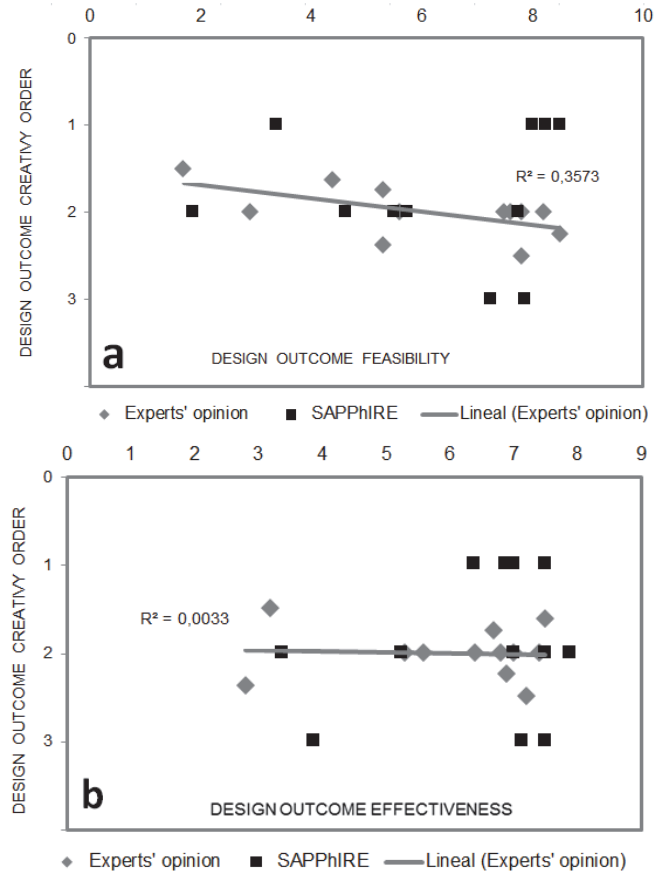 0 2 4 6 8 10
0
1
2
3
DESIGN OUTCOME CREATIVY ORDER
R² = 0,3573
a
DESIGN OUTCOME FEASIBILITY
Experts' opinion SAPPhIRE Lineal (Experts' opinion)
0 1 2 3 4 5 6 7 8 9
0
1
2
3
DESIGN OUTCOME CREATIVY ORDER
R² = 0,0033
b
DESIGN OUTCOME EFFECTIVENESS
Experts' opinion SAPPhIRE Lineal (Experts' opinion)